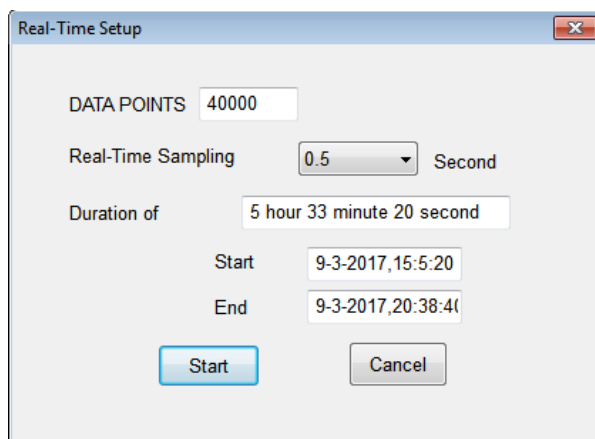 Real-Time Setup
DATA POINTS 40000
Real-Time Sampling 0.5 Second
Duration of 5 hour 33 minute 20 second
Start 9-3-2017,15:5:20
End 9-3-2017,20:38:40
Start Cancel